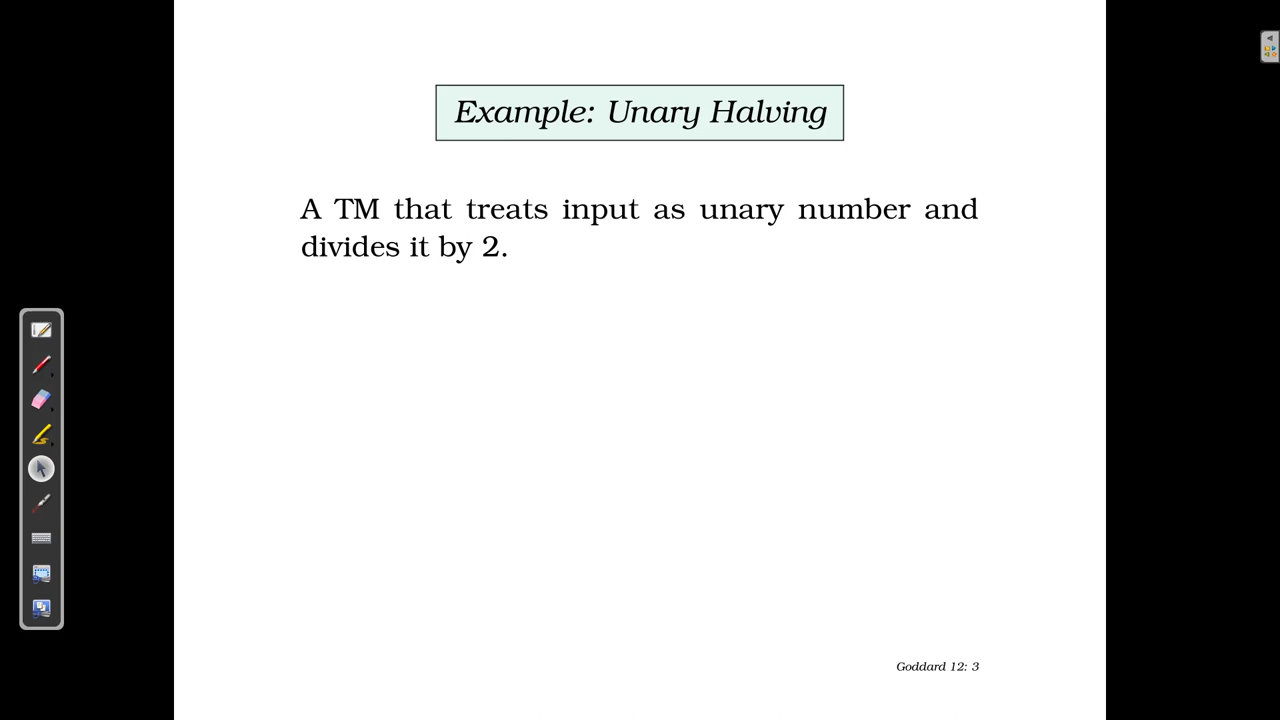 Example: Unary Halving
A TM that treats input as unary number and
divides it by 2.
Goddard 12: 3